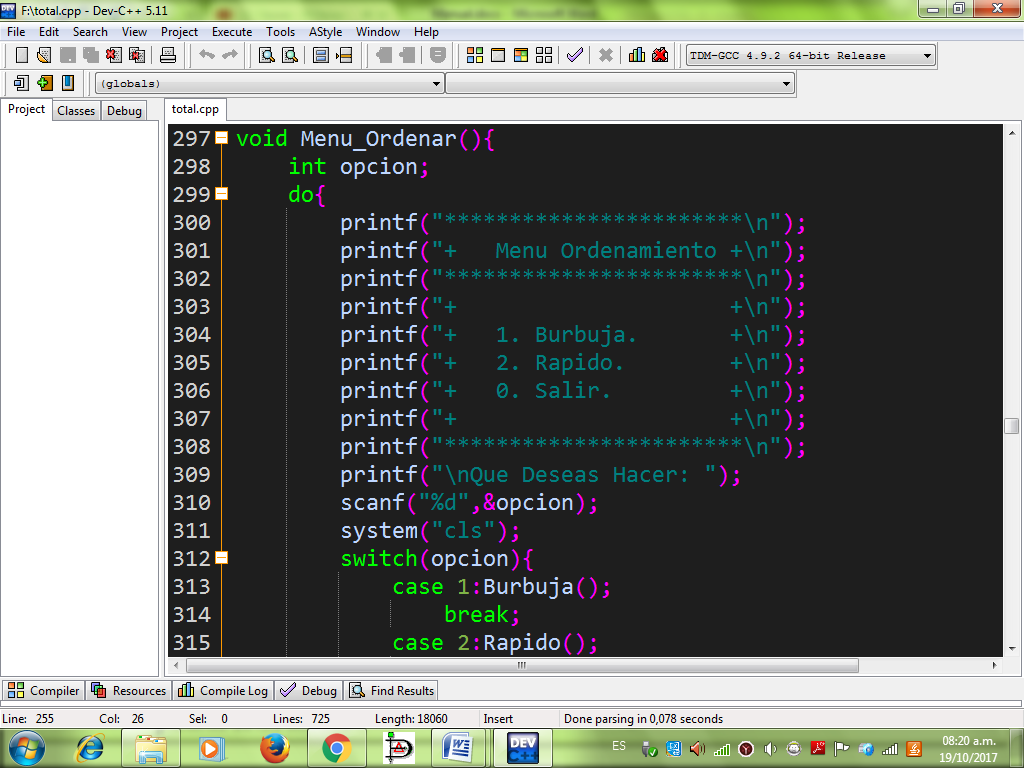 F:\total.cpp - Dev-C++ 5.11
File Edit Search View Project Execute Tools AStyle Window Help
TDM-GCC 4.9.2 64-bit Release
(globals)
Project Classes Debug total.cpp
297 void Menu_Ordenar(){
298     int opcion;
299     do{
300         printf("***********************\n");
301         printf("+   Menu Ordenamiento +\n");
302         printf("***********************\n");
303         printf("+                     +\n");
304         printf("+   1. Burbuja.       +\n");
305         printf("+   2. Rapido.        +\n");
306         printf("+   0. Salir.         +\n");
307         printf("+                     +\n");
308         printf("***********************\n");
309         printf("\nQue Deseas Hacer: ");
310         scanf("%d",&opcion);
311         system("cls");
312         switch(opcion){
313             case 1:Burbuja();
314                 break;
315             case 2:Rapido();
Compiler Resources Compile Log Debug Find Results
Line: 255 Col: 26 Sel: 0 Lines: 725 Length: 18060 Insert Done parsing in 0,078 seconds
DEV C++
ES
08:20 a.m.
19/10/2017